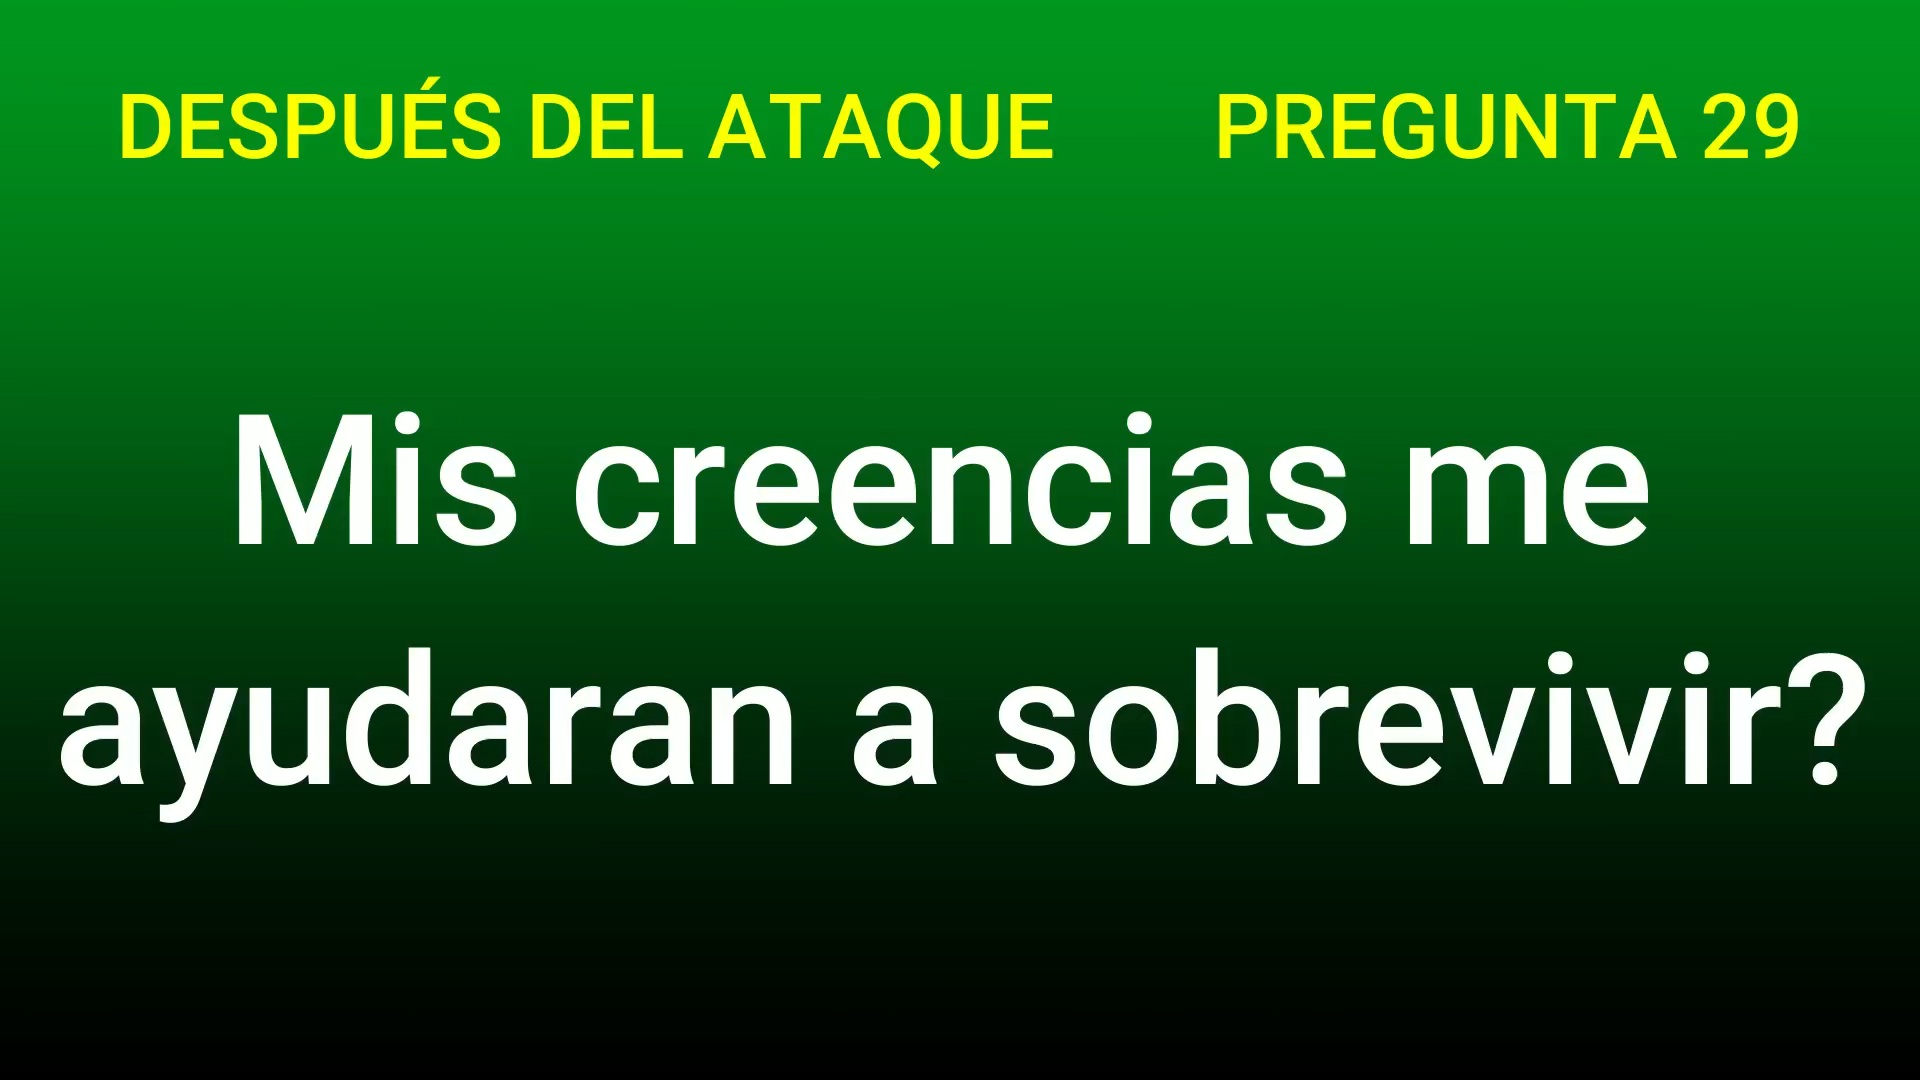 DESPUÉS DEL ATAQUE PREGUNTA 29
Mis creencias me
ayudaran a sobrevivir?